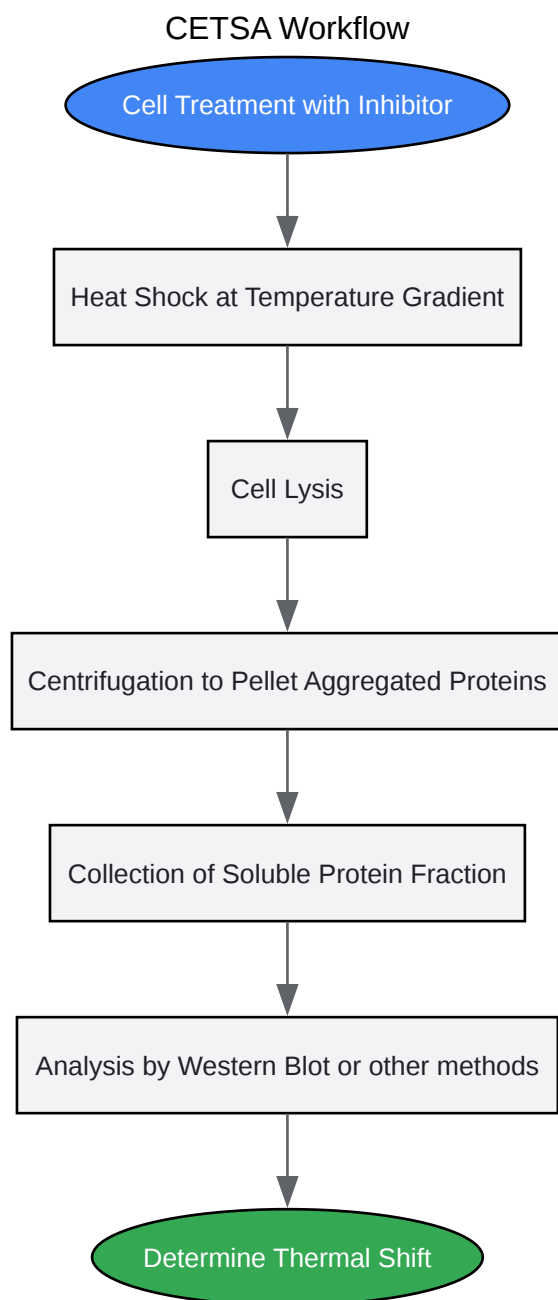 CETSA Workflow
Cell Treatment with Inhibitor
Heat Shock at Temperature Gradient
Cell Lysis
Centrifugation to Pellet Aggregated Proteins
Collection of Soluble Protein Fraction
Analysis by Western Blot or other methods
Determine Thermal Shift